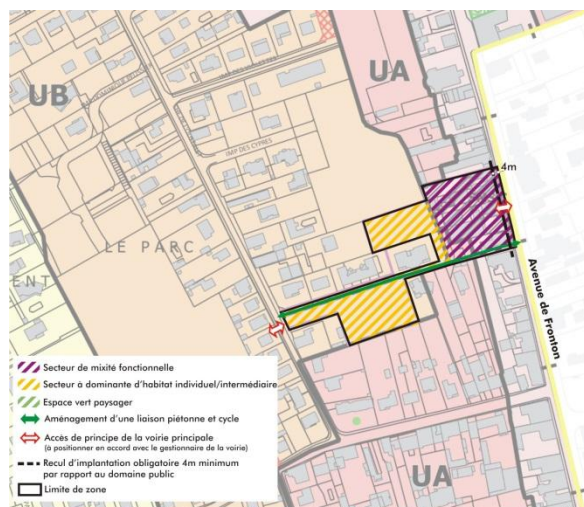 UA
UB
IMP DES CYPRES
4m
LE PARC
ENT
Avenue de Fronton
Secteur de mixité fonctionnelle
Secteur à dominante d'habitat individuel/intermédiaire
Espace vert paysager
Aménagement d'une liaison piétonne et cycle
Accès de principe de la voirie principale
(à positionner en accord avec le gestionnaire de la voirie)
Recul d'implantation obligatoire 4m minimum
par rapport au domaine public
Limite de zone
UA